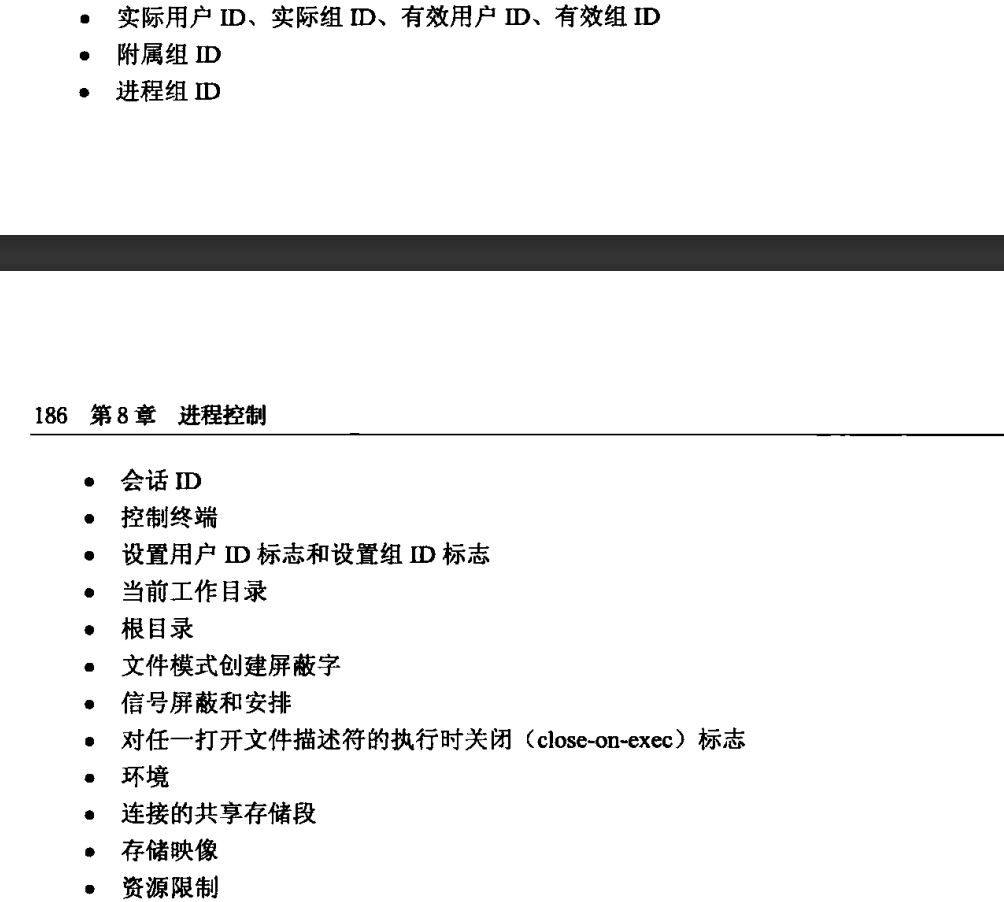 • 实际用户 ID、实际组 ID、有效用户 ID、有效组 ID
• 附属组 ID
• 进程组 ID
186 第 8 章 进程控制
• 会话 ID
• 控制终端
• 设置用户 ID 标志和设置组 ID 标志
• 当前工作目录
• 根目录
• 文件模式创建屏蔽字
• 信号屏蔽和安排
• 对任一打开文件描述符的执行时关闭（close-on-exec）标志
• 环境
• 连接的共享存储段
• 存储映像
• 资源限制